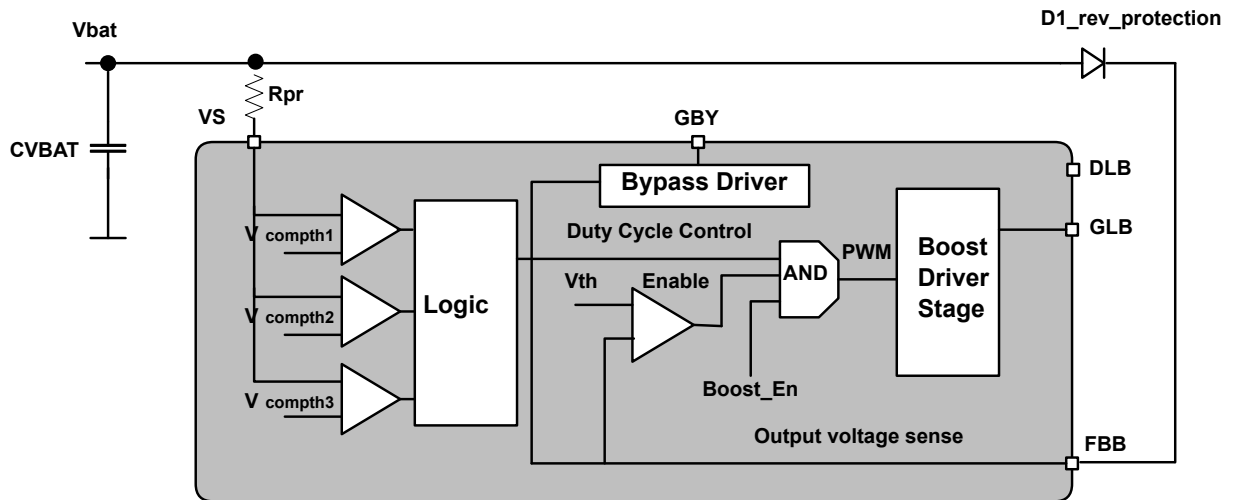 D1_rev_protection
Vbat
Rpr
VS
GBY
CVBAT
Bypass Driver
DLB
Duty Cycle Control
GLB
V compth1
AND
PWM
Boost
Driver
Stage
Vth
Enable
Logic
V compth2
Boost_En
V compth3
Output voltage sense
FBB